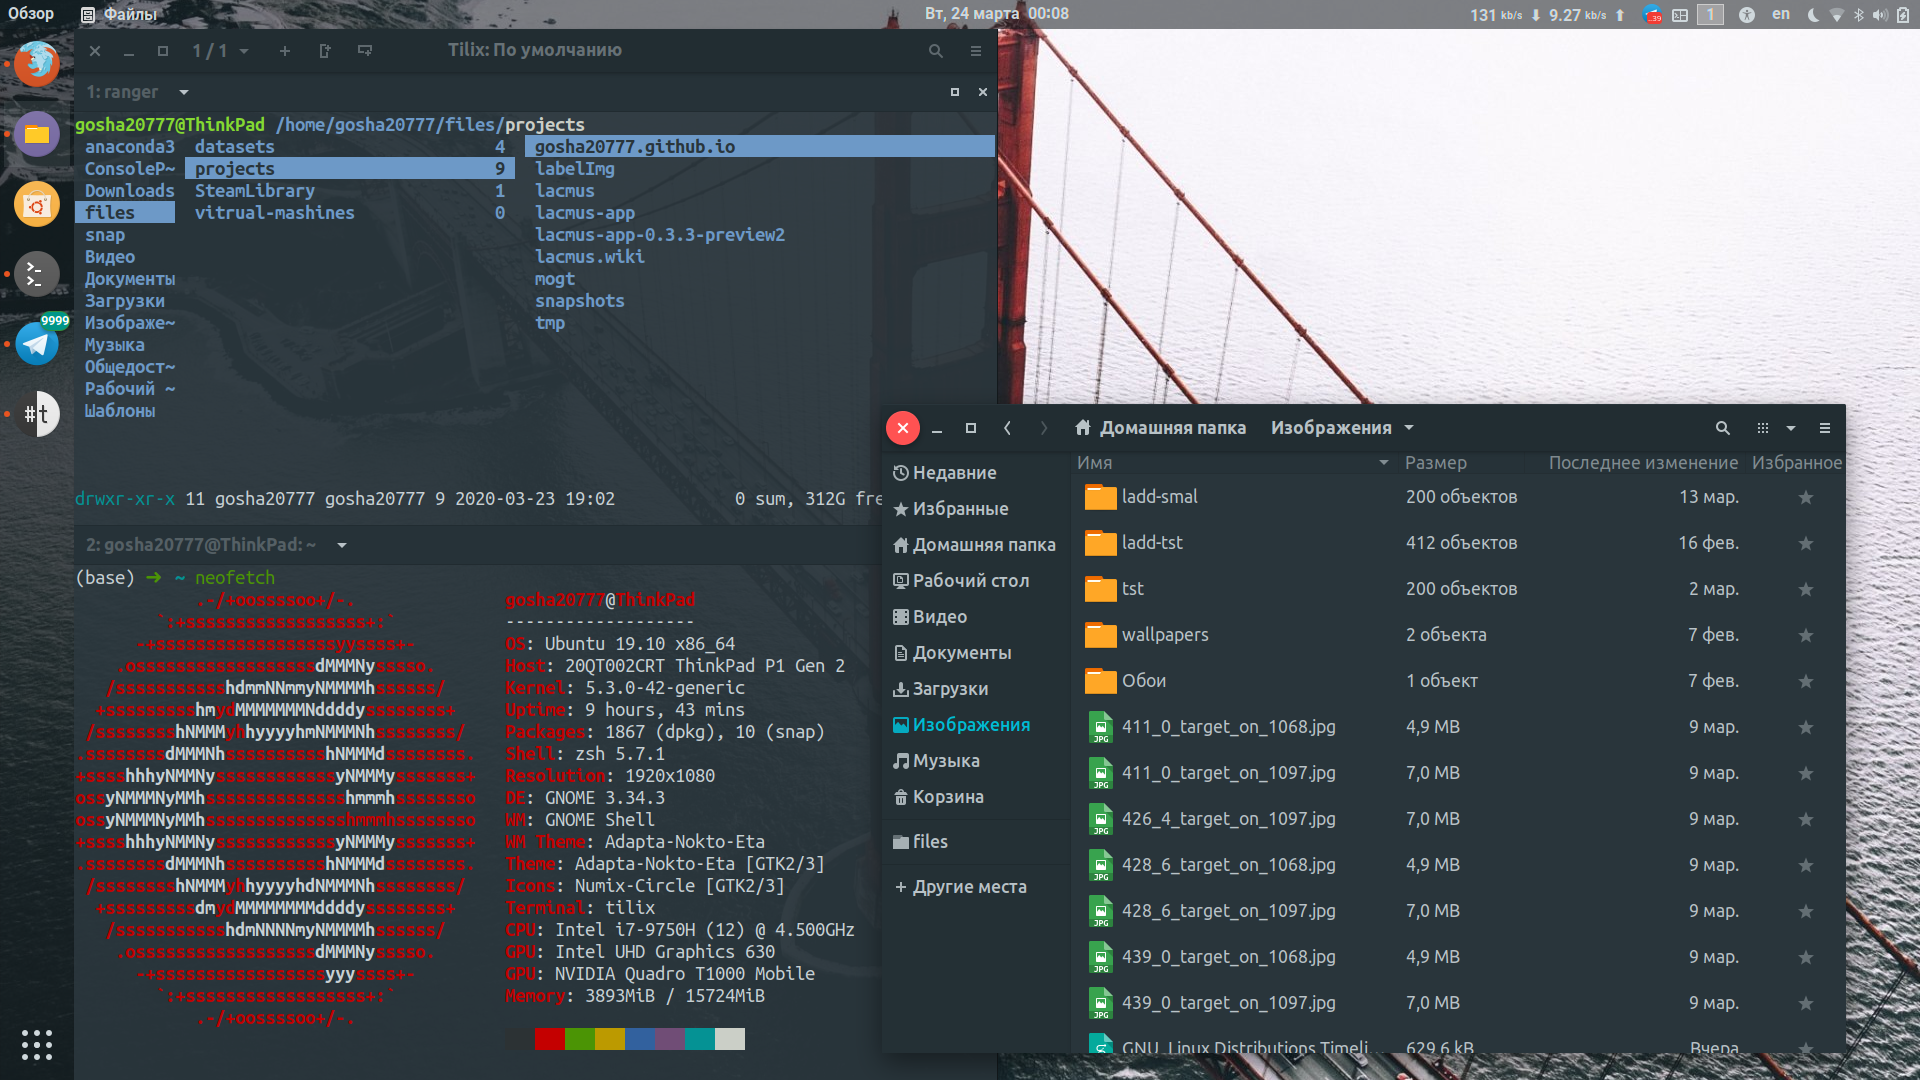 Обзор Файлы Вт, 24 марта 00:08 131 kb/s ⬇ 9.27 kb/s ⬆ 39 1 en
1 / 1 Tilix: По умолчанию
1: ranger
gosha20777@ThinkPad /home/gosha20777/files/projects
anaconda3 datasets 4 gosha20777.github.io
ConsoleP~ projects 9 labelImg
Downloads SteamLibrary 1 lacmus
files vitrual-mashines 0 lacmus-app
snap lacmus-app-0.3.3-preview2
Видео lacmus.wiki
Документы mogt
Загрузки snapshots
Изображе~ tmp
Музыка
Общедост~
Рабочий ~
Шаблоны
9999
#t
drwxr-xr-x 11 gosha20777 gosha20777 9 2020-03-23 19:02 0 sum, 312G fre
2: gosha20777@ThinkPad: ~
(base) ➜ ~ neofetch
.-/+oossssoo+/-.
`:+ssssssssssssssssss+:`
-+ssssssssssssssssssyyssss+-
.ossssssssssssssssssdMMMNysssso.
/ssssssssssshdmmNNmmyNMMMMhssssss/
+ssssssssshmydMMMMMMMNddddyssssssss+
/sssssssshNMMMyhhyyyyhmNMMMNhssssssss/
.ssssssssdMMMNhsssssssssshNMMMdssssssss.
+sssshhhyNMMNyssssssssssssyNMMMysssssss+
ossyNMMMNyMMhsssssssssssssshmmmhssssssso
ossyNMMMNyMMhsssssssssssssshmmmhssssssso
+sssshhhyNMMNyssssssssssssyNMMMysssssss+
.ssssssssdMMMNhsssssssssshNMMMdssssssss.
/sssssssshNMMMyhhyyyyhdNMMMNhssssssss/
+sssssssssdmydMMMMMMMMddddyssssssss+
/ssssssssssshdmNNNNmyNMMMMhssssss/
.ossssssssssssssssssdMMMNysssso.
-+sssssssssssssssssyyyssss+-
`:+ssssssssssssssssss+:`
.-/+oossssoo+/-.
gosha20777@ThinkPad
-------------------
OS: Ubuntu 19.10 x86_64
Host: 20QT002CRT ThinkPad P1 Gen 2
Kernel: 5.3.0-42-generic
Uptime: 9 hours, 43 mins
Packages: 1867 (dpkg), 10 (snap)
Shell: zsh 5.7.1
Resolution: 1920x1080
DE: GNOME 3.34.3
WM: GNOME Shell
WM Theme: Adapta-Nokto-Eta
Theme: Adapta-Nokto-Eta [GTK2/3]
Icons: Numix-Circle [GTK2/3]
Terminal: tilix
CPU: Intel i7-9750H (12) @ 4.500GHz
GPU: Intel UHD Graphics 630
GPU: NVIDIA Quadro T1000 Mobile
Memory: 3893MiB / 15724MiB
Домашняя папка Изображения
Недавние
Избранные
Домашняя папка
Рабочий стол
Видео
Документы
Загрузки
Изображения
Музыка
Корзина
files
+ Другие места
Имя Размер Последнее изменение Избранное
ladd-smal 200 объектов 13 мар.
ladd-tst 412 объектов 16 фев.
tst 200 объектов 2 мар.
wallpapers 2 объекта 7 фев.
Обои 1 объект 7 фев.
JPG 411_0_target_on_1068.jpg 4,9 MB 9 мар.
JPG 411_0_target_on_1097.jpg 7,0 MB 9 мар.
JPG 426_4_target_on_1097.jpg 7,0 MB 9 мар.
JPG 428_6_target_on_1068.jpg 4,9 MB 9 мар.
JPG 428_6_target_on_1097.jpg 7,0 MB 9 мар.
JPG 439_0_target_on_1068.jpg 4,9 MB 9 мар.
JPG 439_0_target_on_1097.jpg 7,0 MB 9 мар.
GNU_Linux Distributions Timeli... 629,6 kB Вчера